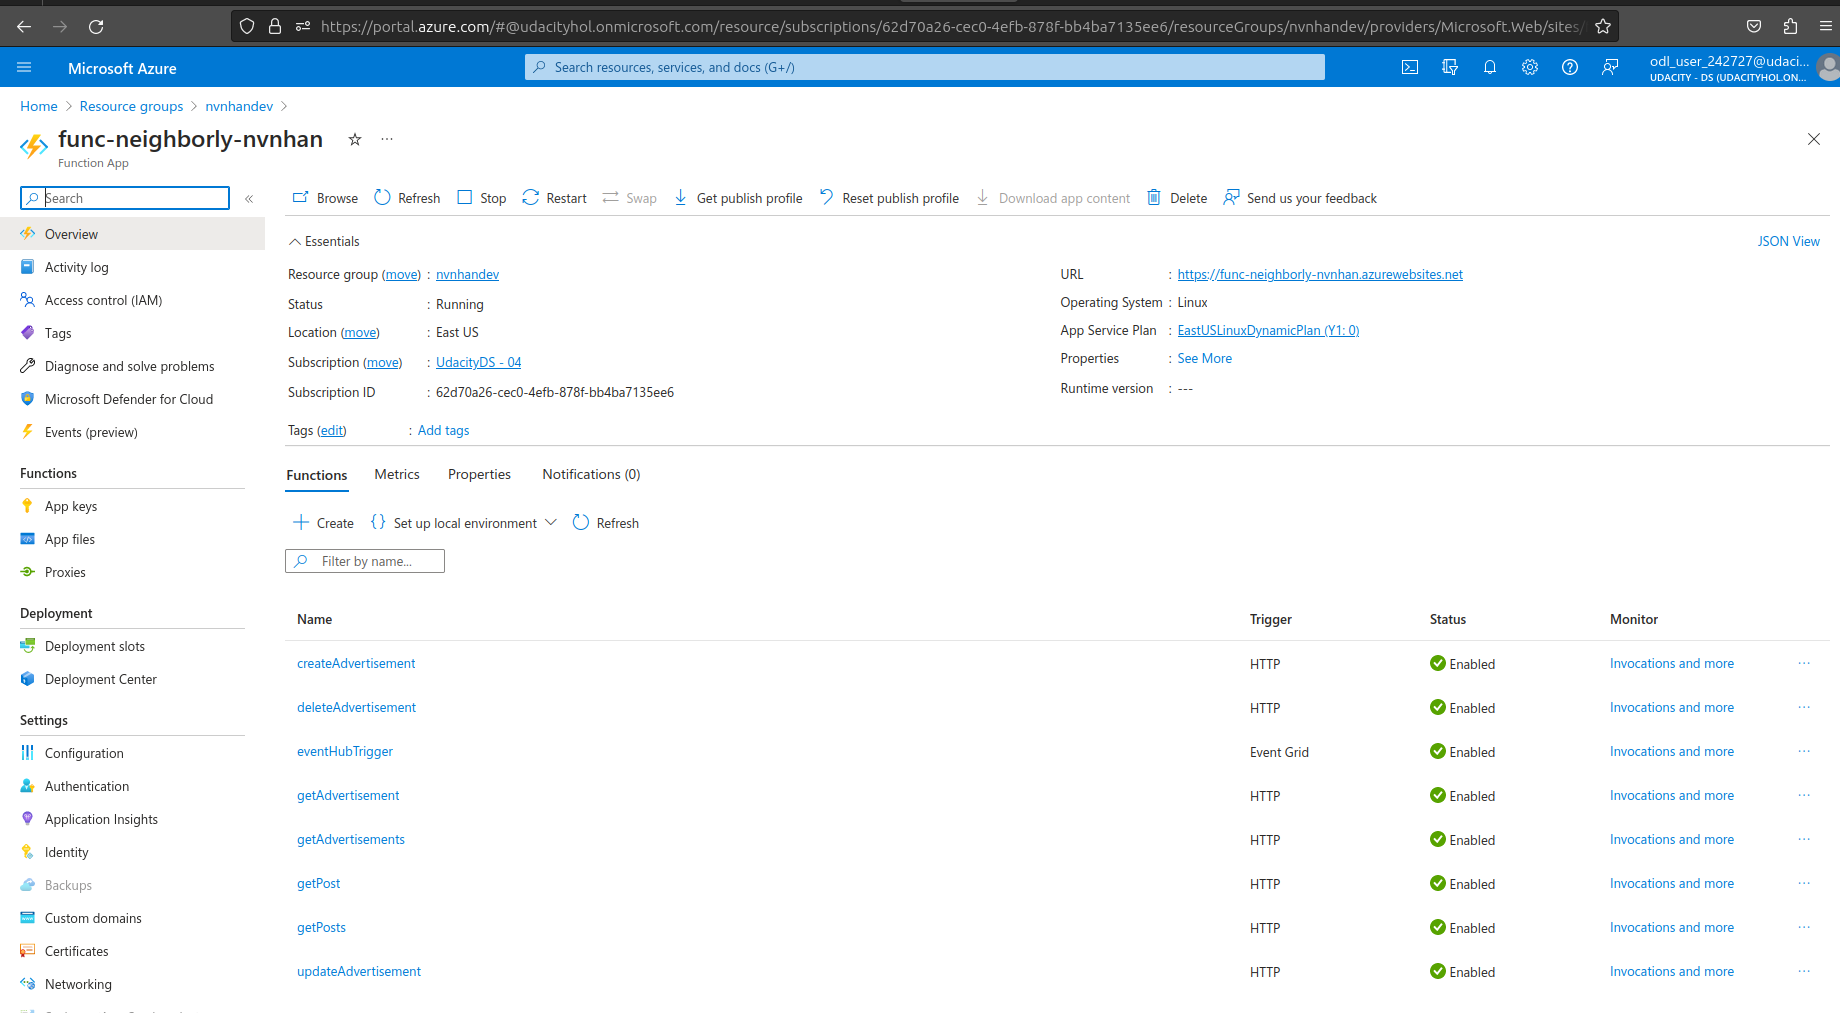 https://portal.azure.com/#@udacityhol.onmicrosoft.com/resource/subscriptions/62d70a26-cec0-4efb-878f-bb4ba7135ee6/resourceGroups/nvnhandev/providers/Microsoft.Web/sites/
Microsoft Azure
Search resources, services, and docs (G+/)
odl_user_242727@udaci...
UDACITY - DS (UDACITYHOL.ON...
Home > Resource groups > nvnhandev >
func-neighborly-nvnhan
Function App
Search
«
Browse Refresh Stop Restart Swap Get publish profile Reset publish profile Download app content Delete Send us your feedback
Overview
Activity log
Access control (IAM)
Tags
Diagnose and solve problems
Microsoft Defender for Cloud
Events (preview)
Functions
App keys
App files
Proxies
Deployment
Deployment slots
Deployment Center
Settings
Configuration
Authentication
Application Insights
Identity
Backups
Custom domains
Certificates
Networking
Essentials
JSON View
Resource group (move) : nvnhandev
Status : Running
Location (move) : East US
Subscription (move) : UdacityDS - 04
Subscription ID : 62d70a26-cec0-4efb-878f-bb4ba7135ee6
Tags (edit) : Add tags
URL : https://func-neighborly-nvnhan.azurewebsites.net
Operating System : Linux
App Service Plan : EastUSLinuxDynamicPlan (Y1: 0)
Properties : See More
Runtime version : ---
Functions Metrics Properties Notifications (0)
Create {} Set up local environment Refresh
Filter by name...
Name Trigger Status Monitor
createAdvertisement HTTP Enabled Invocations and more ...
deleteAdvertisement HTTP Enabled Invocations and more ...
eventHubTrigger Event Grid Enabled Invocations and more ...
getAdvertisement HTTP Enabled Invocations and more ...
getAdvertisements HTTP Enabled Invocations and more ...
getPost HTTP Enabled Invocations and more ...
getPosts HTTP Enabled Invocations and more ...
updateAdvertisement HTTP Enabled Invocations and more ...